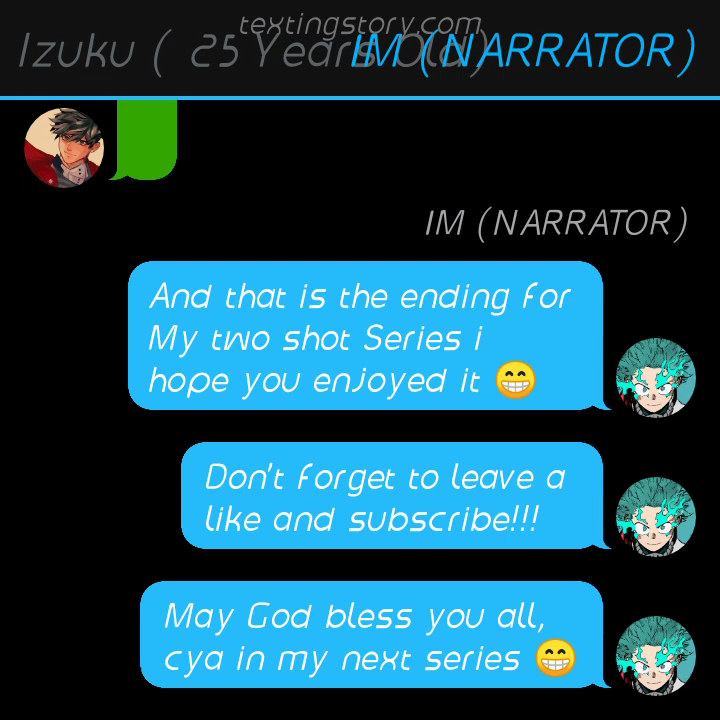 textingstory.com
Izuku ( 25 Years Old)
IM (NARRATOR)
IM (NARRATOR)
And that is the ending for
My two shot Series i
hope you enjoyed it 😁
Don't forget to leave a
like and subscribe!!!
May God bless you all,
cya in my next series 😁